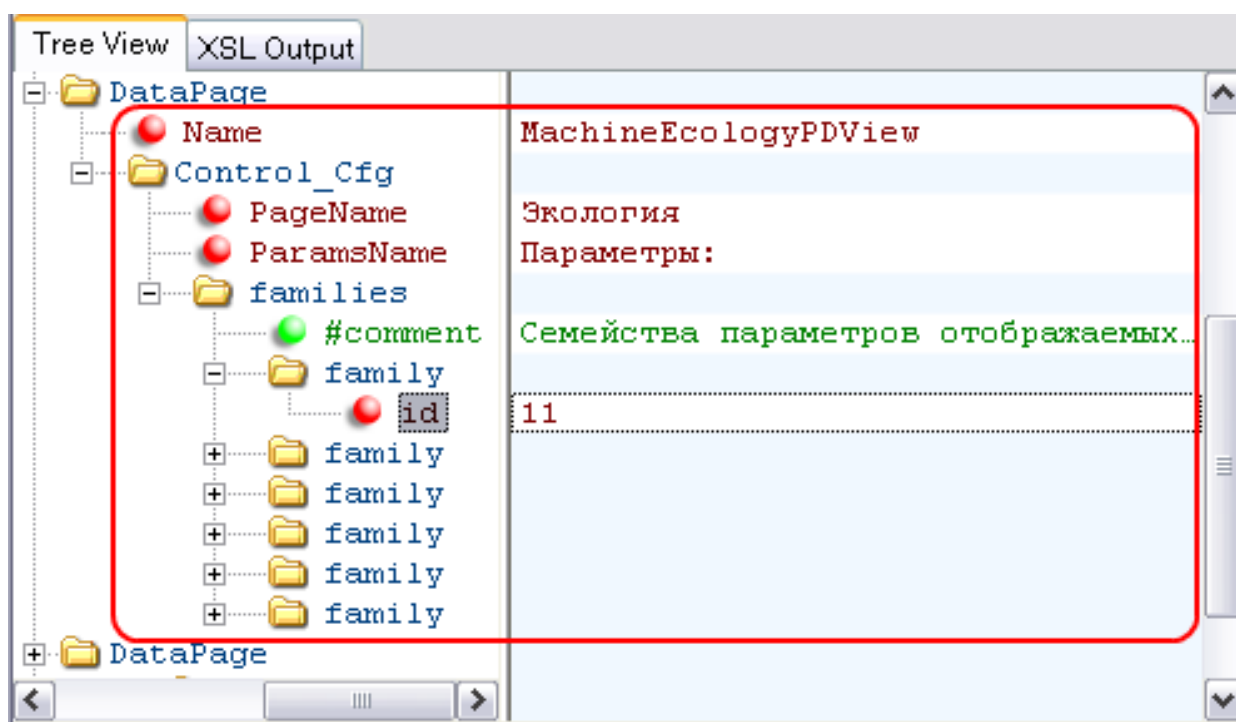 Tree View XSL Output
DataPage
Name MachineEcologyPDView
Control_Cfg
PageName Экология
ParamsName Параметры:
families
#comment Семейства параметров отображаемых…
family
id 11
family
family
family
family
family
DataPage